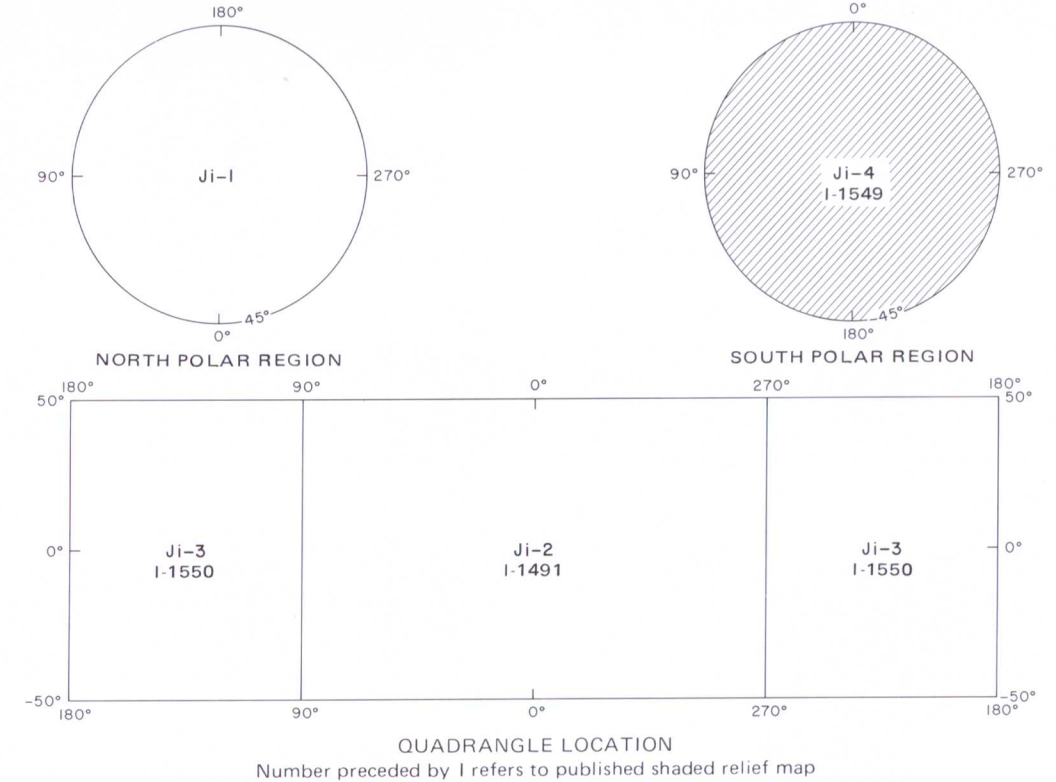 180°
90° Ji-1 270°
45°
0°
NORTH POLAR REGION
0°
90° Ji-4 270°
I-1549
-45°
180°
SOUTH POLAR REGION
180° 90° 0° 270° 180°
50° 50°
0° 0°
Ji-3 Ji-2 Ji-3
I-1550 I-1491 I-1550
-50° -50°
180° 90° 0° 270° 180°
QUADRANGLE LOCATION
Number preceded by I refers to published shaded relief map